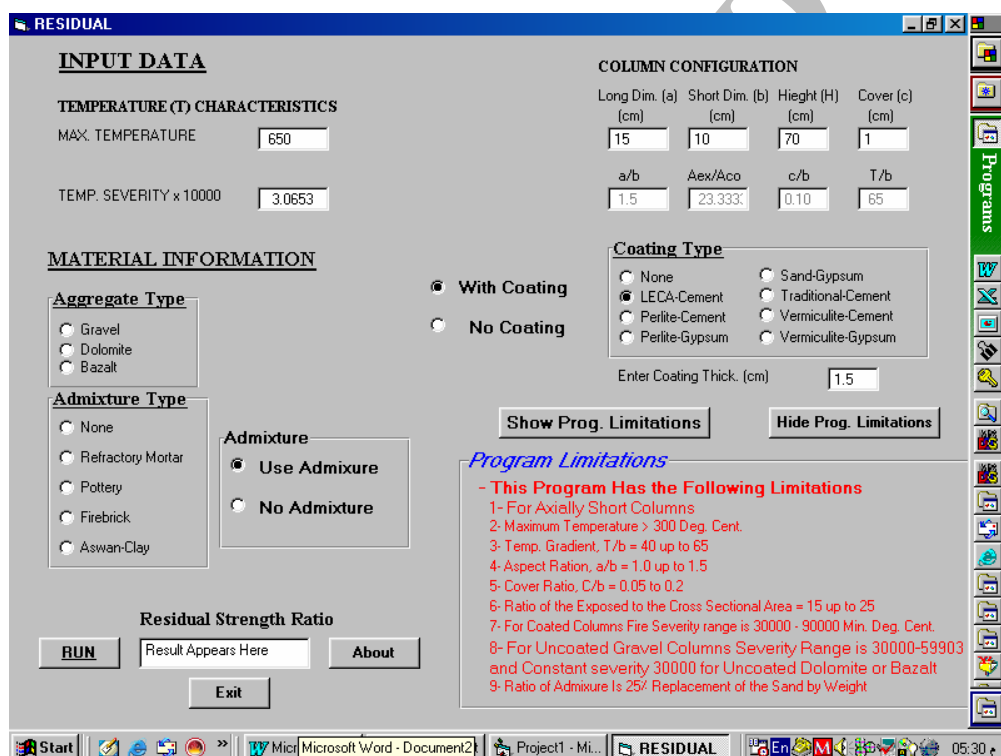 RESIDUAL
INPUT DATA
TEMPERATURE (T) CHARACTERISTICS
MAX. TEMPERATURE 650
TEMP. SEVERITY x 10000 3.0653
COLUMN CONFIGURATION
Long Dim. (a) Short Dim. (b) Hieght (H) Cover (c)
(cm) (cm) (cm) (cm)
15 10 70 1
a/b Aex/Aco c/b T/b
1.5 23.333 0.10 65
MATERIAL INFORMATION
Aggregate Type
Gravel
Dolomite
Bazalt
With Coating
No Coating
Coating Type
None Sand-Gypsum
LECA-Cement Traditional-Cement
Perlite-Cement Vermiculite-Cement
Perlite-Gypsum Vermiculite-Gypsum
Enter Coating Thick. (cm) 1.5
Admixture Type
None
Refractory Mortar
Pottery
Firebrick
Aswan-Clay
Admixture
Use Admixure
No Admixture
Show Prog. Limitations Hide Prog. Limitations
Program Limitations
- This Program Has the Following Limitations
1- For Axially Short Columns
2- Maximum Temperature > 300 Deg. Cent.
3- Temp. Gradient, T/b = 40 up to 65
4- Aspect Ration, a/b = 1.0 up to 1.5
5- Cover Ratio, C/b = 0.05 to 0.2
6- Ratio of the Exposed to the Cross Sectional Area = 15 up to 25
7- For Coated Columns Fire Severity range is 30000 - 90000 Min. Deg. Cent.
8- For Uncoated Gravel Columns Severity Range is 30000-59903
and Constant severity 30000 for Uncoated Dolomite or Bazalt
9- Ratio of Admixure Is 25% Replacement of the Sand by Weight
Residual Strength Ratio
RUN Result Appears Here About
Exit
Programs
Start » Micr Microsoft Word - Document2 Project1 - Mi... RESIDUAL En 05:30